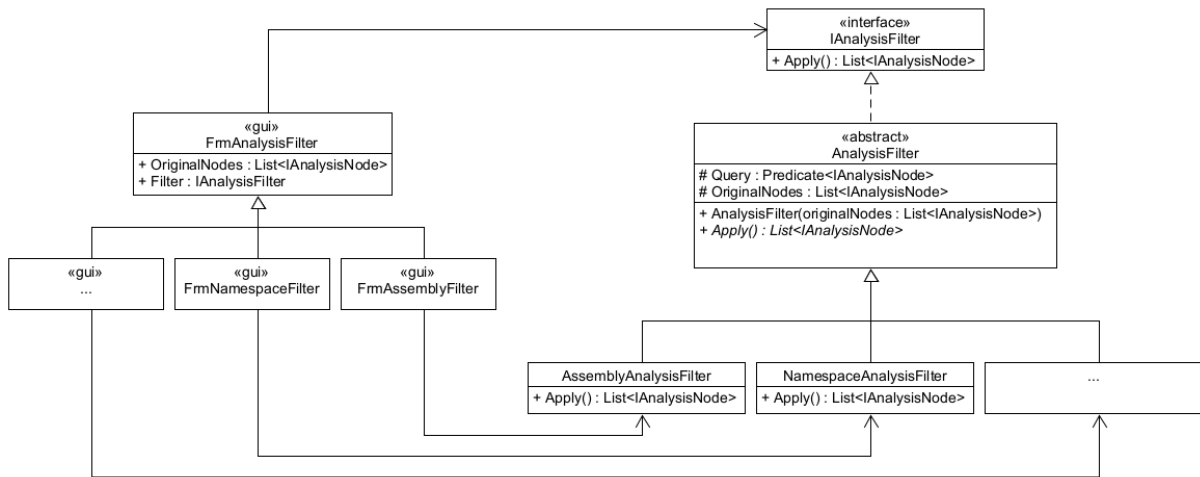 «interface»
IAnalysisFilter
+ Apply() : List<IAnalysisNode>
«gui»
FrmAnalysisFilter
+ OriginalNodes : List<IAnalysisNode>
+ Filter : IAnalysisFilter
«abstract»
AnalysisFilter
# Query : Predicate<IAnalysisNode>
# OriginalNodes : List<IAnalysisNode>
+ AnalysisFilter(originalNodes : List<IAnalysisNode>)
+ Apply() : List<IAnalysisNode>
«gui»
...
«gui»
FrmNamespaceFilter
«gui»
FrmAssemblyFilter
AssemblyAnalysisFilter
+ Apply() : List<IAnalysisNode>
NamespaceAnalysisFilter
+ Apply() : List<IAnalysisNode>
...